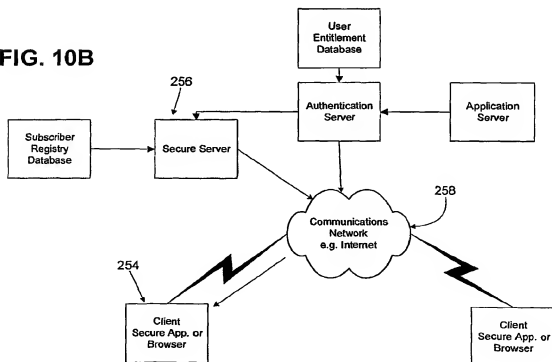 FIG. 10B
User
Entitlement
Database
256
Authentication
Server
Application
Server
Subscriber
Registry
Database
Secure Server
258
Communications
Network
e.g. Internet
254
Client
Secure App. or
Browser
Client
Secure App. or
Browser